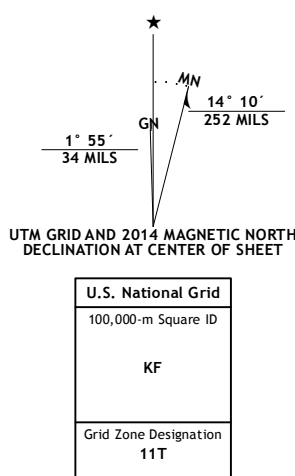 ★
MN
GN
14° 10´
252 MILS
1° 55´
34 MILS
UTM GRID AND 2014 MAGNETIC NORTH
DECLINATION AT CENTER OF SHEET
U.S. National Grid
100,000-m Square ID
KF
Grid Zone Designation
11T